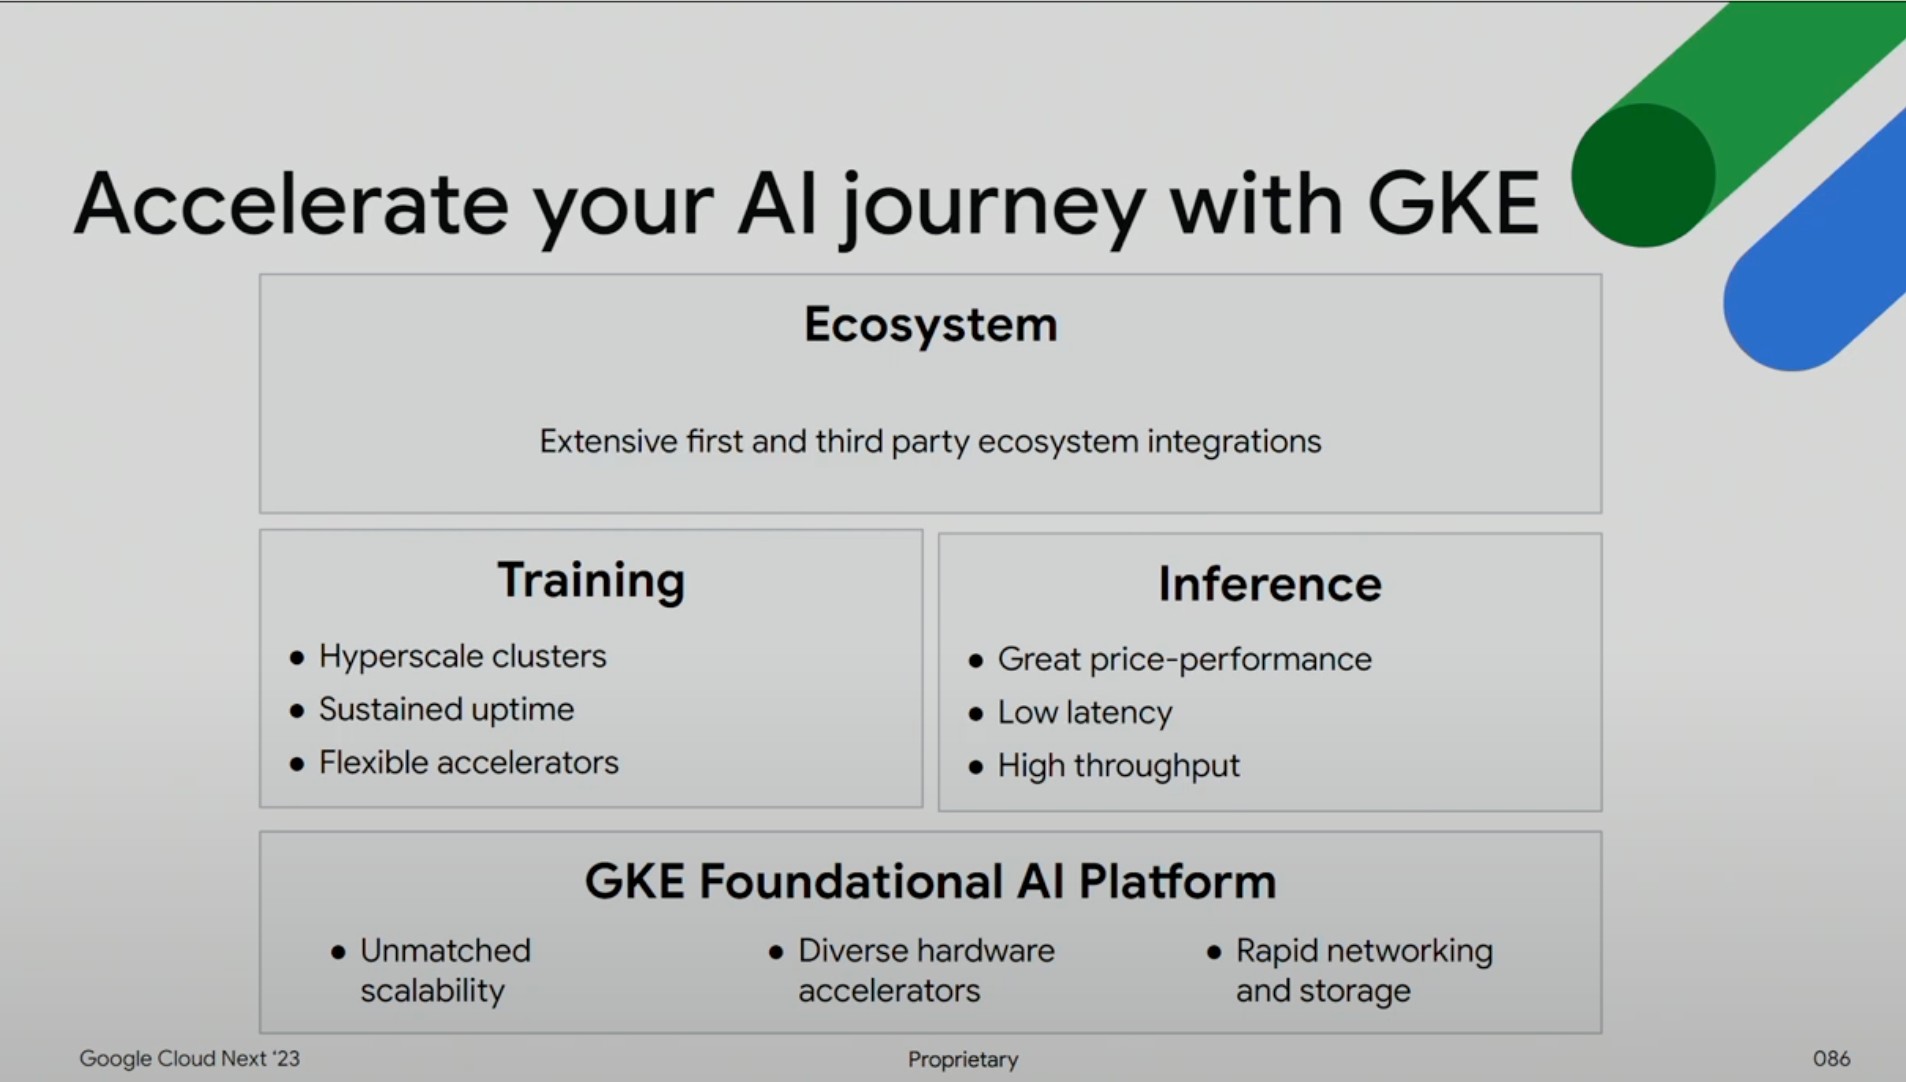 Accelerate your AI journey with GKE
Ecosystem
Extensive first and third party ecosystem integrations
Training
● Hyperscale clusters
● Sustained uptime
● Flexible accelerators
Inference
● Great price-performance
● Low latency
● High throughput
GKE Foundational AI Platform
● Unmatched
scalability
● Diverse hardware
accelerators
● Rapid networking
and storage
Google Cloud Next ‘23
Proprietary
086